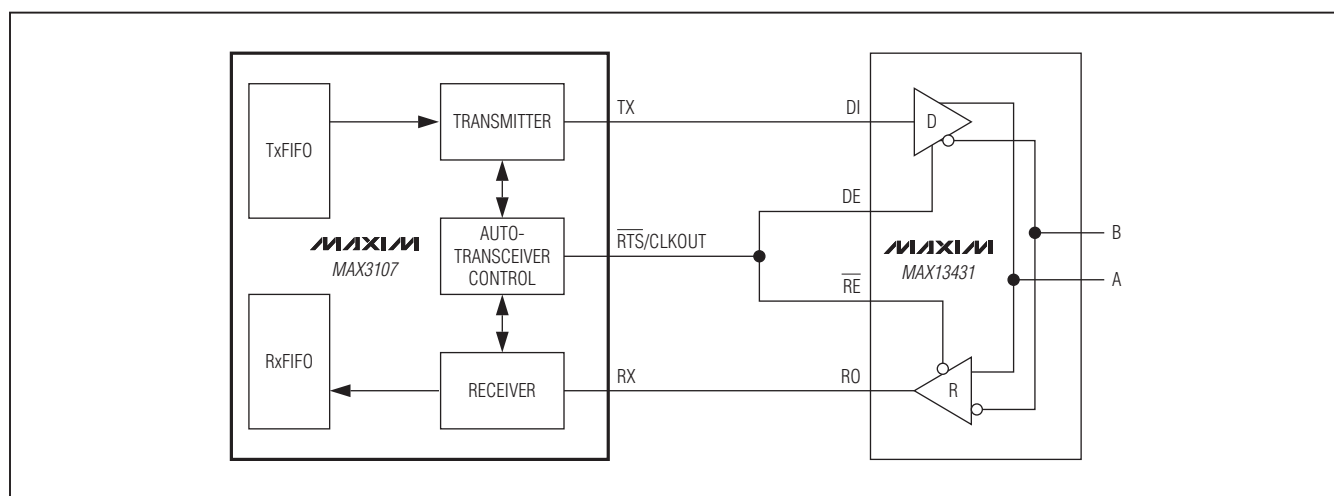 TxFIFO
TRANSMITTER
TX
DI
D
MAXIM
MAX3107
AUTO-
TRANSCEIVER
CONTROL
RTS/CLKOUT
DE
RE
MAXIM
MAX13431
B
A
RxFIFO
RECEIVER
RX
RO
R